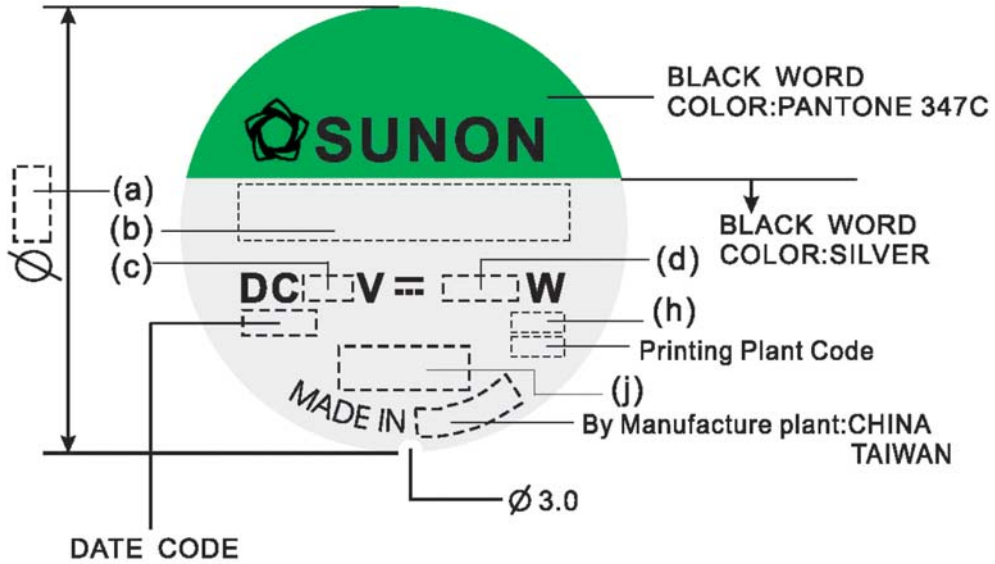 BLACK WORD
COLOR:PANTONE 347C
SUNON
(a)
(b)
BLACK WORD
COLOR:SILVER
(c)
(d)
Ø
DC V ⎓ W
(h)
Printing Plant Code
(j)
MADE IN
By Manufacture plant:CHINA
TAIWAN
Ø 3.0
DATE CODE